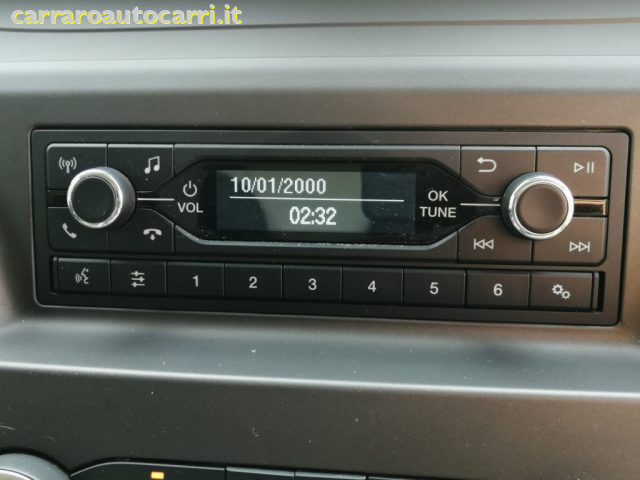 carraroautocarri.it
10/01/2000
02:32
VOL
OK
TUNE
1 2 3 4 5 6